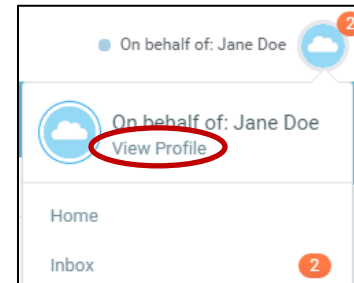 On behalf of: Jane Doe
2
On behalf of: Jane Doe
View Profile
Home
Inbox 2